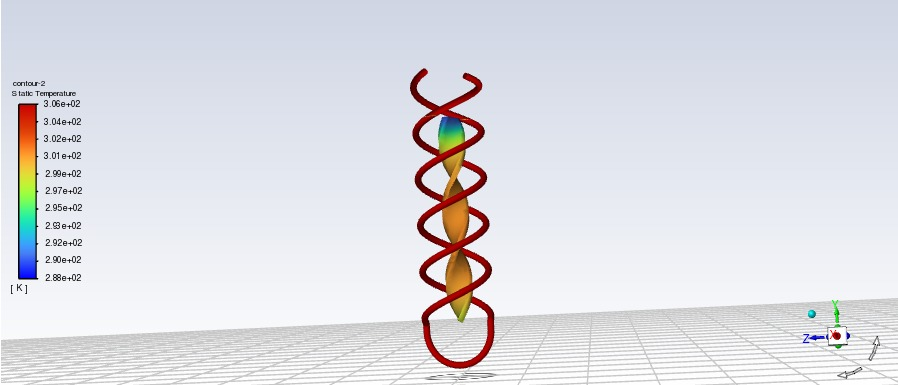 contour-2
Static Temperature
3.06e+02
3.04e+02
3.02e+02
3.01e+02
2.99e+02
2.97e+02
2.95e+02
2.93e+02
2.92e+02
2.90e+02
2.88e+02
[ K ]
Y
Z
X